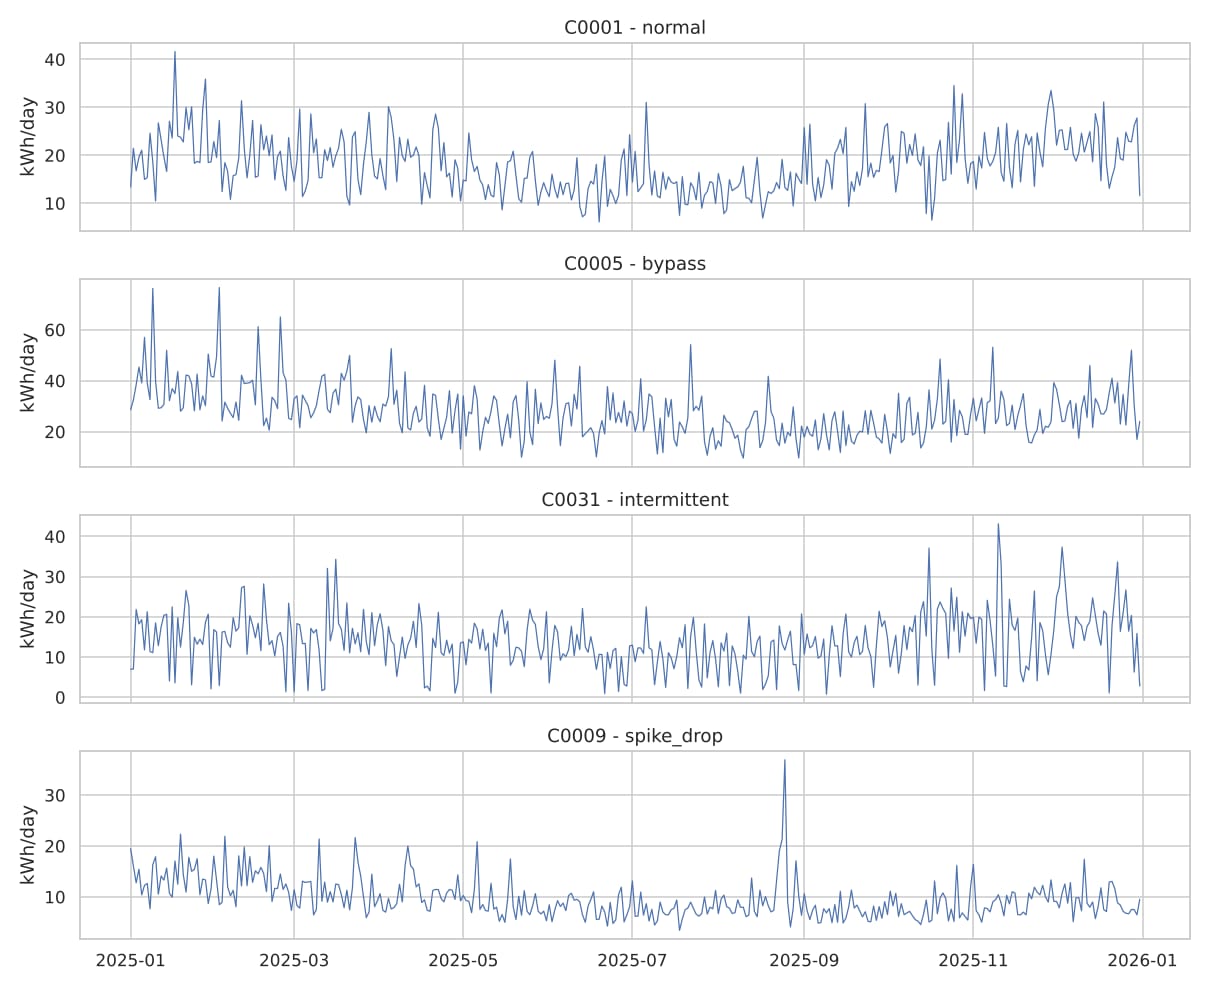 C0001 - normal
kWh/day
40
30
20
10
C0005 - bypass
kWh/day
60
40
20
C0031 - intermittent
kWh/day
40
30
20
10
0
C0009 - spike_drop
kWh/day
30
20
10
2025-01 2025-03 2025-05 2025-07 2025-09 2025-11 2026-01